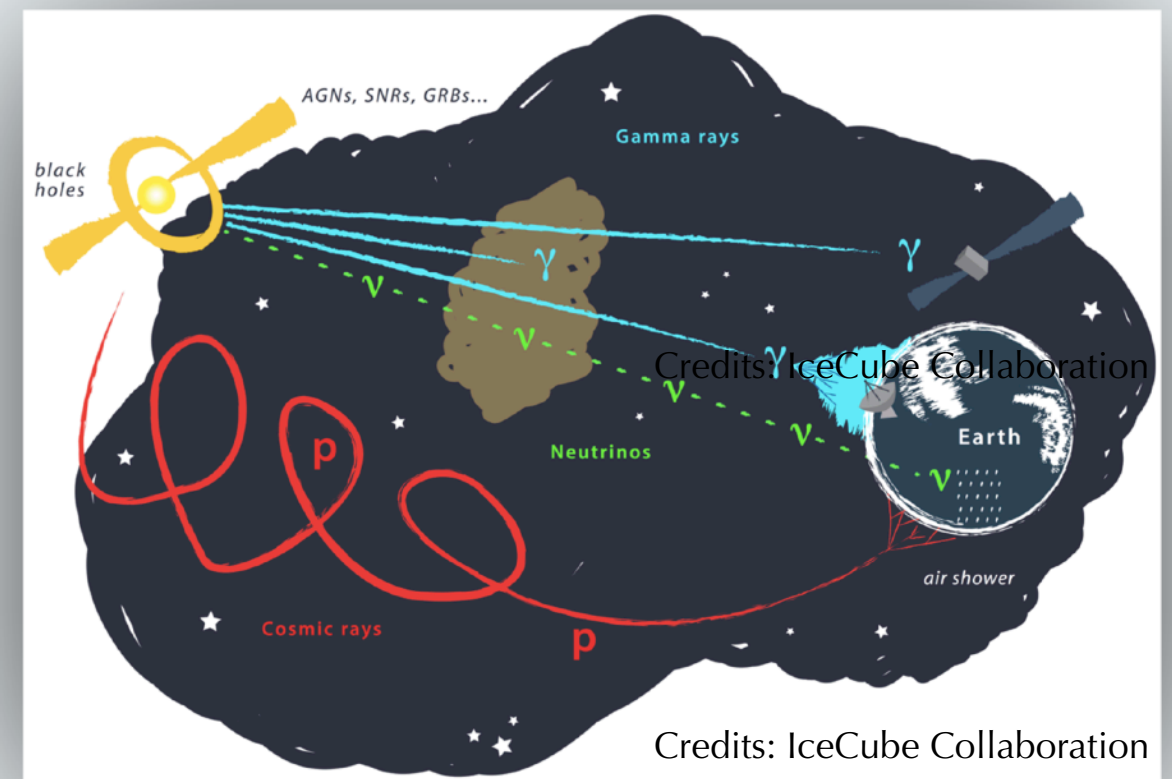 AGNs, SNRs, GRBs...
Gamma rays
black
holes
γ
γ
ν
ν
γ
Credits: IceCube Collaboration
ν
p
ν
Earth
Neutrinos
ν
air shower
Cosmic rays
p
Credits: IceCube Collaboration